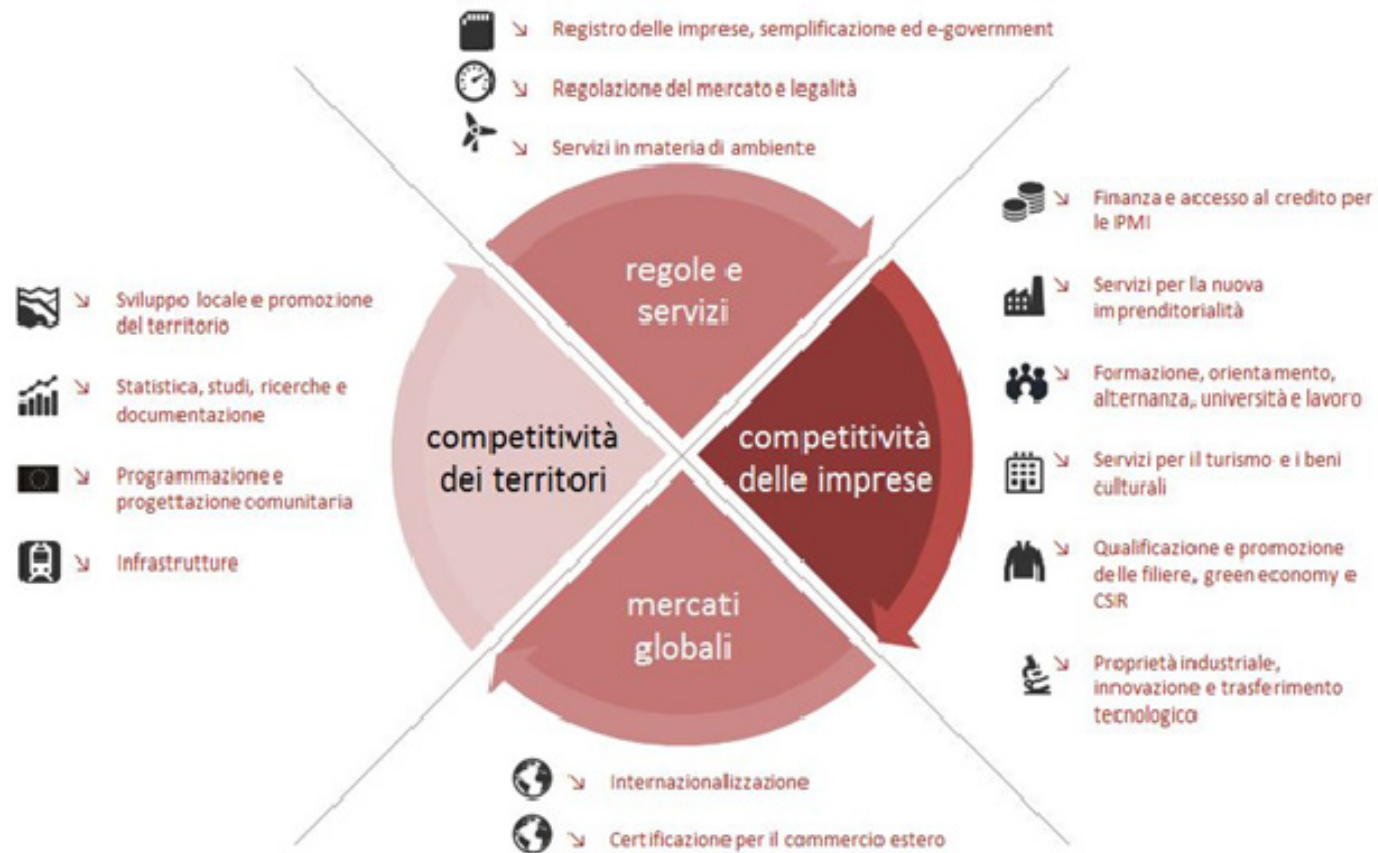 Registro delle imprese, semplificazione ed e-government
Regolazione del mercato e legalità
Servizi in materia di ambiente
regole e
servizi
Finanza e accesso al credito per
le IPMI
Servizi per la nuova
imprenditorialità
Formazione, orientamento,
alternanza, università e lavoro
Servizi per il turismo e i beni
culturali
Qualificazione e promozione
delle filiere, green economy e
CSR
Proprietà industriale,
innovazione e trasferimento
tecnologico
competitività
delle imprese
mercati
globali
Internazionalizzazione
Certificazione per il commercio estero
competitività
dei territori
Sviluppo locale e promozione
del territorio
Statistica, studi, ricerche e
documentazione
Programmazione e
progettazione comunitaria
Infrastrutture